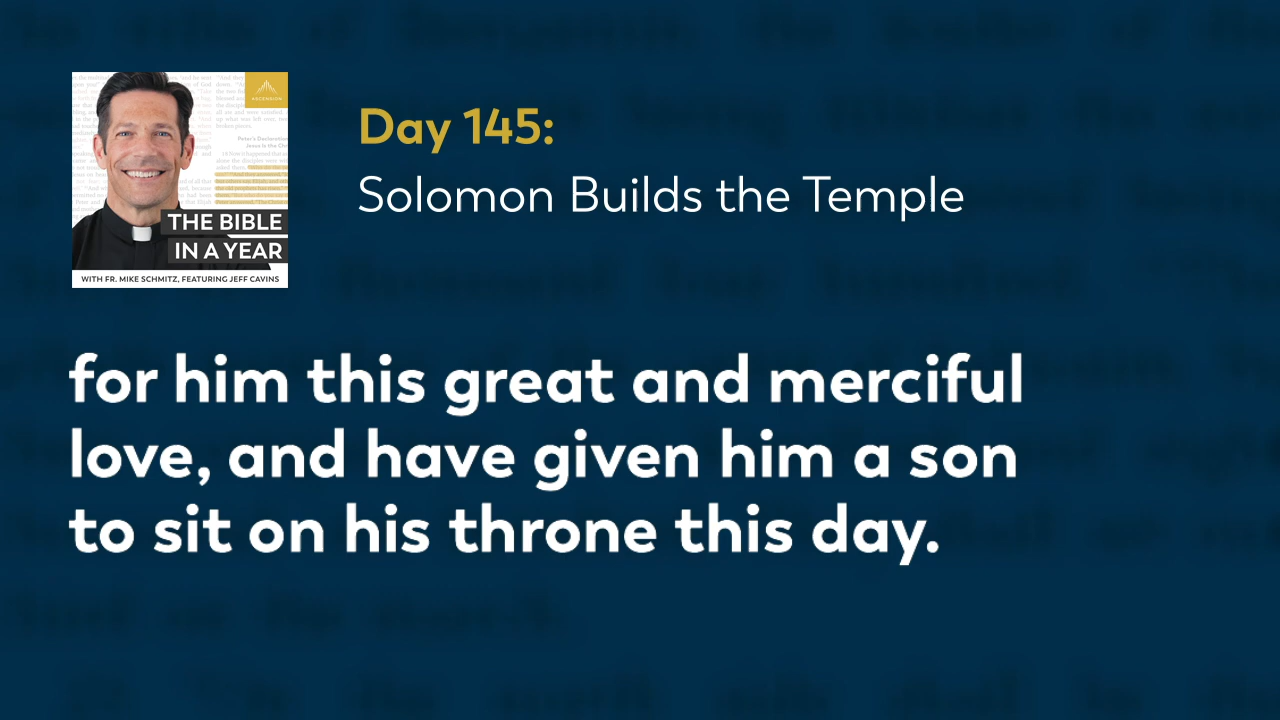 ASCENSION
THE BIBLE
IN A YEAR
WITH FR. MIKE SCHMITZ, FEATURING JEFF CAVINS
Day 145:
Solomon Builds the Temple
for him this great and merciful
love, and have given him a son
to sit on his throne this day.